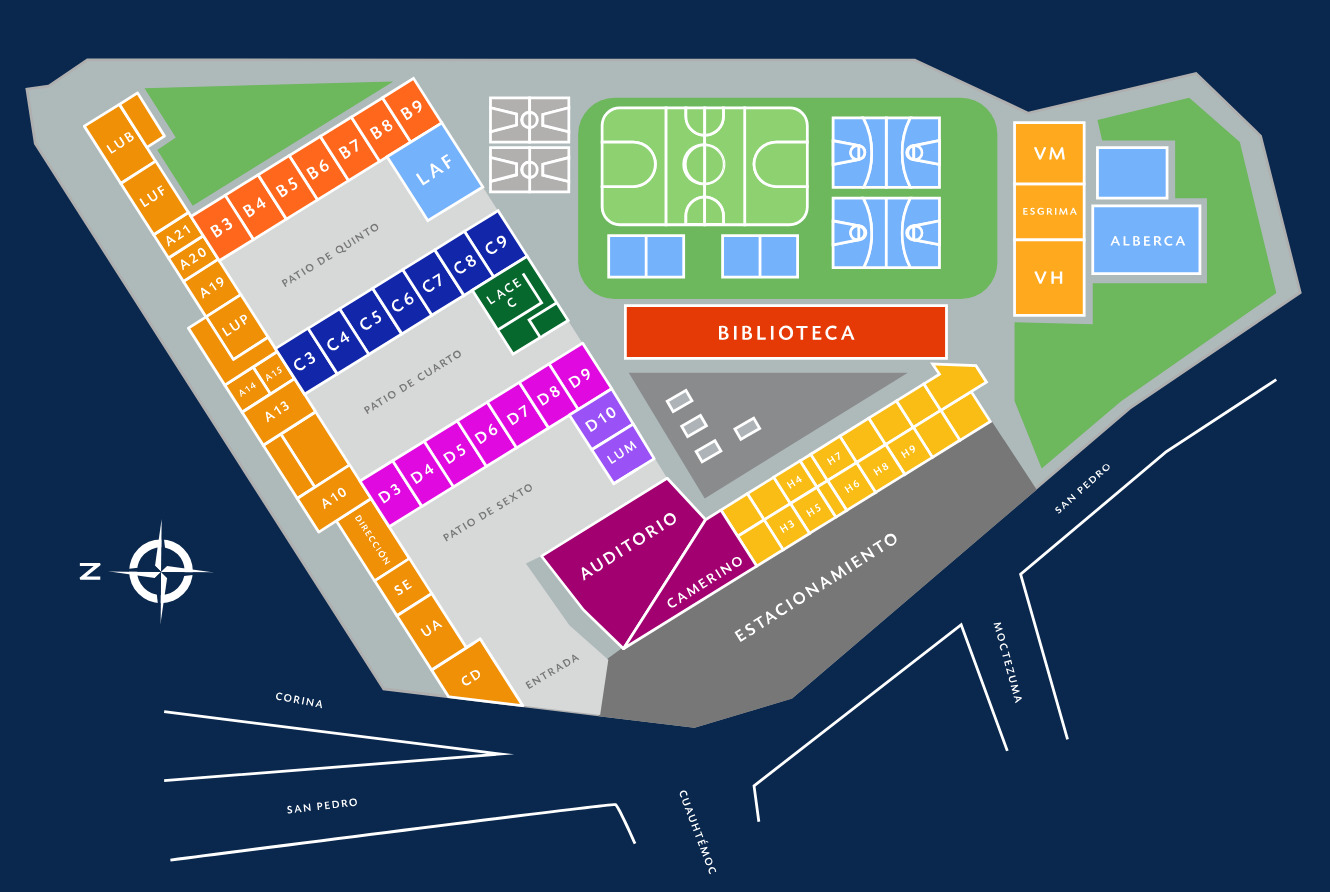 LUB
LUF
A21
A20
A19
LUP
A14
A15
A13
A10
DIRECCIÓN
SE
UA
CD
B3
B4
B5
B6
B7
B8
B9
LAF
PATIO DE QUINTO
C3
C4
C5
C6
C7
C8
C9
LACE
C
PATIO DE CUARTO
D3
D4
D5
D6
D7
D8
D9
D10
LUM
PATIO DE SEXTO
AUDITORIO
CAMERINO
ENTRADA
ESTACIONAMIENTO
BIBLIOTECA
H3
H4
H5
H6
H7
H8
H9
VM
ESGRIMA
VH
ALBERCA
N
CORINA
SAN PEDRO
CUAUHTÉMOC
MOCTEZUMA
SAN PEDRO